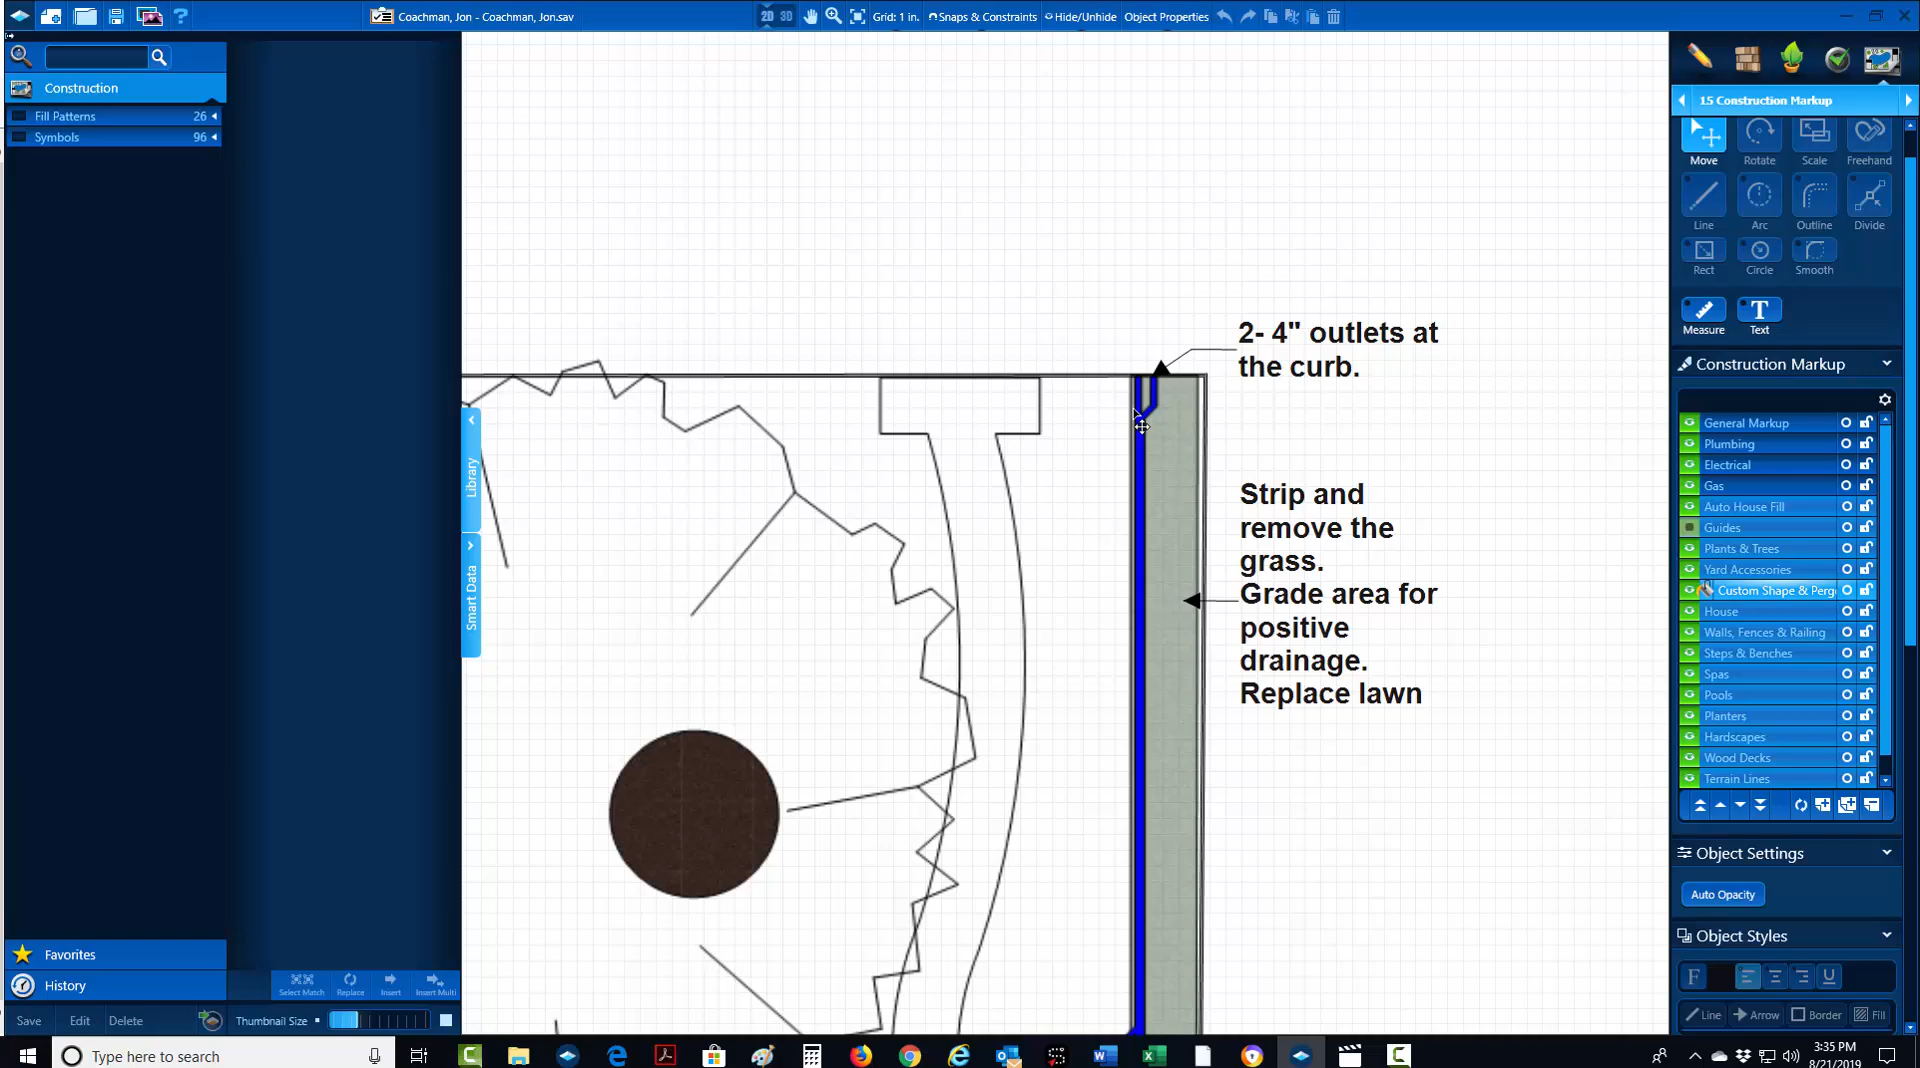 Coachman, Jon - Coachman, Jon.sav
2D 3D
Grid: 1 in.
Snaps & Constraints
Hide/Unhide
Object Properties
Construction
Fill Patterns 26
Symbols 96
15 Construction Markup
Move Rotate Scale Freehand
Line Arc Outline Divide
Rect Circle Smooth
Measure Text
Construction Markup
General Markup
Plumbing
Electrical
Gas
Auto House Fill
Guides
Plants & Trees
Yard Accessories
Custom Shape & Perg
House
Walls, Fences & Railing
Steps & Benches
Spas
Pools
Planters
Hardscapes
Wood Decks
Terrain Lines
Object Settings
Auto Opacity
Object Styles
F U
Line Arrow Border Fill
2- 4" outlets at
the curb.
Strip and
remove the
grass.
Grade area for
positive
drainage.
Replace lawn
Library
Smart Data
Favorites
History
Select Match Replace Insert Insert Multi
Save Edit Delete
Thumbnail Size
Type here to search
3:35 PM
8/21/2019